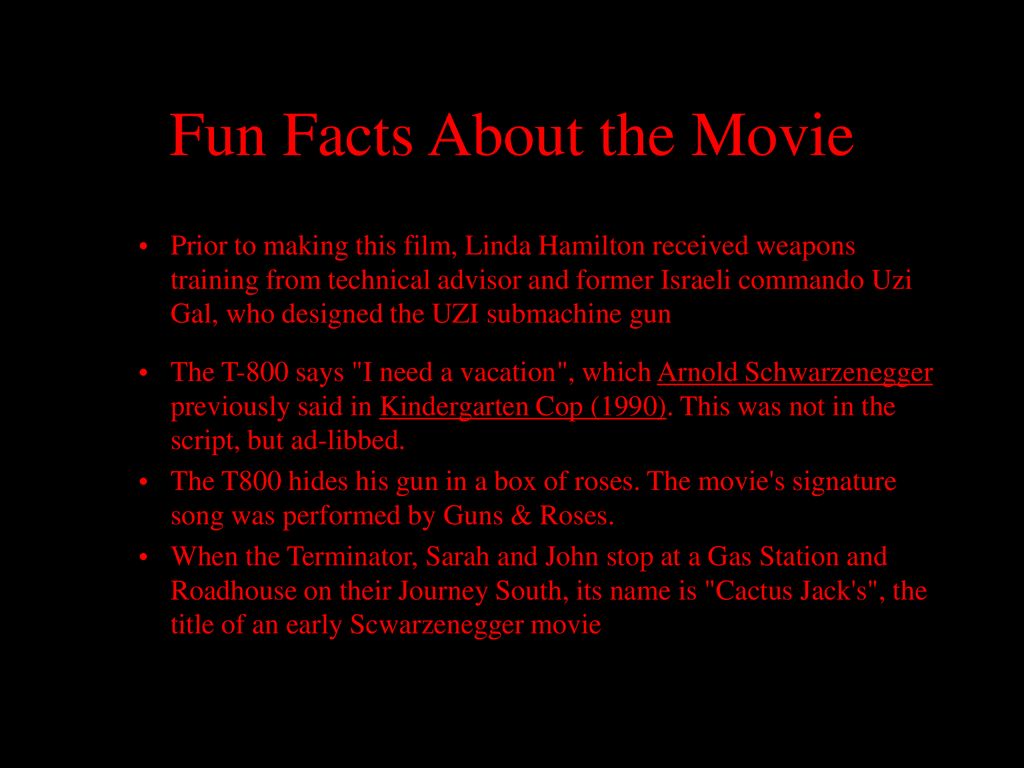 Fun Facts About the Movie
• Prior to making this film, Linda Hamilton received weapons
training from technical advisor and former Israeli commando Uzi
Gal, who designed the UZI submachine gun
• The T-800 says "I need a vacation", which Arnold Schwarzenegger
previously said in Kindergarten Cop (1990). This was not in the
script, but ad-libbed.
• The T800 hides his gun in a box of roses. The movie's signature
song was performed by Guns & Roses.
• When the Terminator, Sarah and John stop at a Gas Station and
Roadhouse on their Journey South, its name is "Cactus Jack's", the
title of an early Scwarzenegger movie